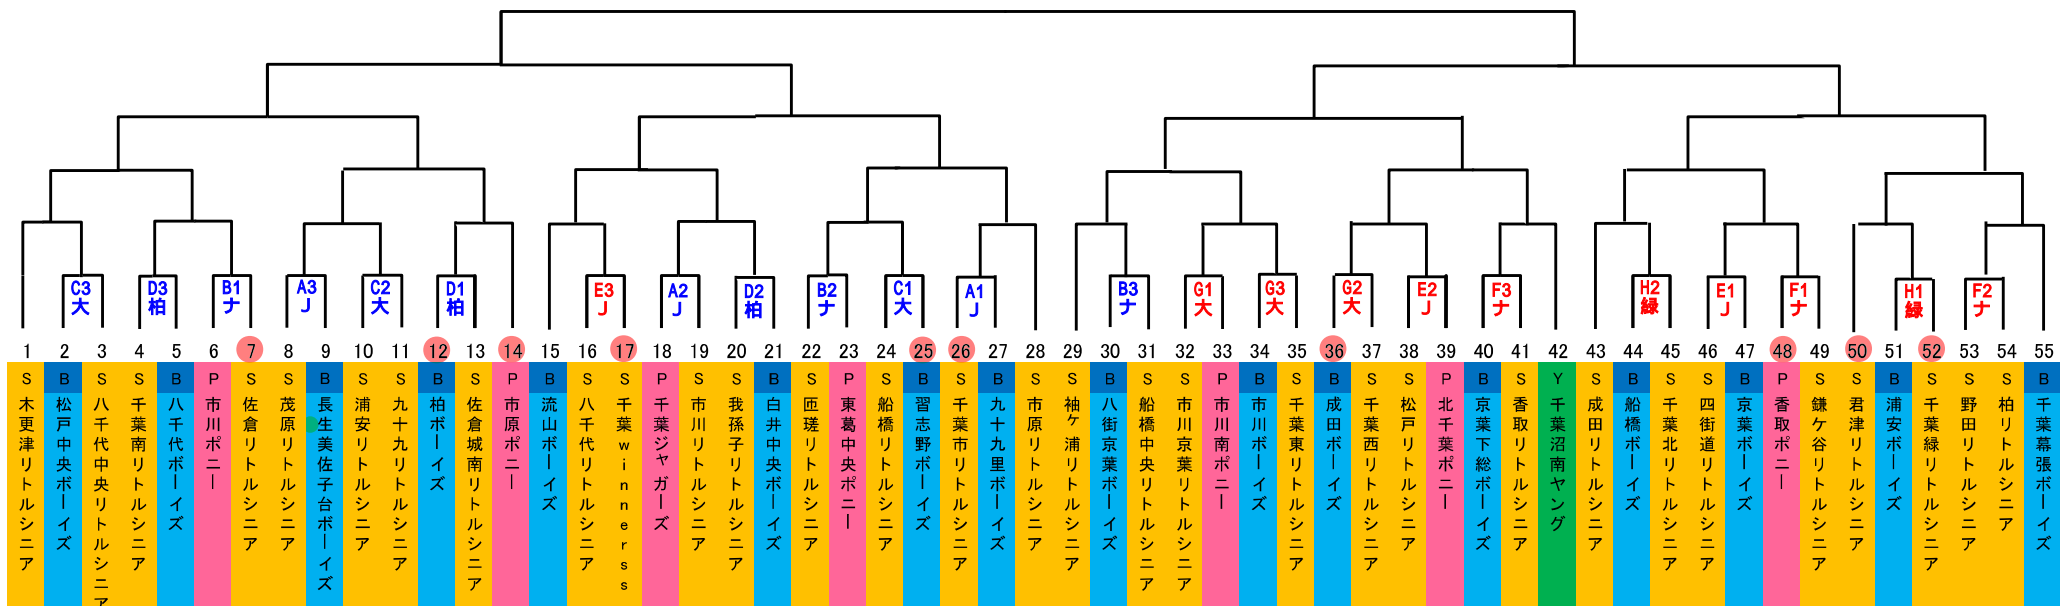 C3 D3 B1 A3 C2 D1 E3 A2 D2 B2 C1 A1 B3 G1 G3 G2 E2 F3 H2 E1 F1 H1 F2
大 柏 ナ J 大 柏 J J 柏 ナ 大 J ナ 大 大 大 J ナ 緑 J ナ 緑 ナ
1 2 3 4 5 6 7 8 9 10 11 12 13 14 15 16 17 18 19 20 21 22 23 24 25 26 27 28 29 30 31 32 33 34 35 36 37 38 39 40 41 42 43 44 45 46 47 48 49 50 51 52 53 54 55
S B S S B P S S B S S B S P B S S P S S B S P S B S B S S B S S P B S B S S P B S Y S B S S B P S S B S S S B
木更津リトルシニア
松戸中央ボーイズ
八千代中央リトルシニア
千葉南リトルシニア
八千代ボーイズ
市川ポニー
佐倉リトルシニア
茂原リトルシニア
長生美佐子台ボーイズ
浦安リトルシニア
九十九リトルシニア
柏ボーイズ
佐倉城南リトルシニア
市原ポニー
流山ボーイズ
八千代リトルシニア
千葉winnerss
千葉ジャガーズ
市川リトルシニア
我孫子リトルシニア
白井中央ボーイズ
匝瑳リトルシニア
東葛中央ポニー
船橋リトルシニア
習志野ボーイズ
千葉市リトルシニア
九十九里ボーイズ
市原リトルシニア
袖ケ浦リトルシニア
八街京葉ボーイズ
船橋中央リトルシニア
市川京葉リトルシニア
市川南ポニー
市川ボーイズ
千葉東リトルシニア
成田ボーイズ
千葉西リトルシニア
松戸リトルシニア
北千葉ポニー
京葉下総ボーイズ
香取リトルシニア
千葉沼南ヤング
成田リトルシニア
船橋ボーイズ
千葉北リトルシニア
四街道リトルシニア
京葉ボーイズ
香取ポニー
鎌ケ谷リトルシニア
君津リトルシニア
浦安ボーイズ
千葉緑リトルシニア
野田リトルシニア
柏リトルシニア
千葉幕張ボーイズ